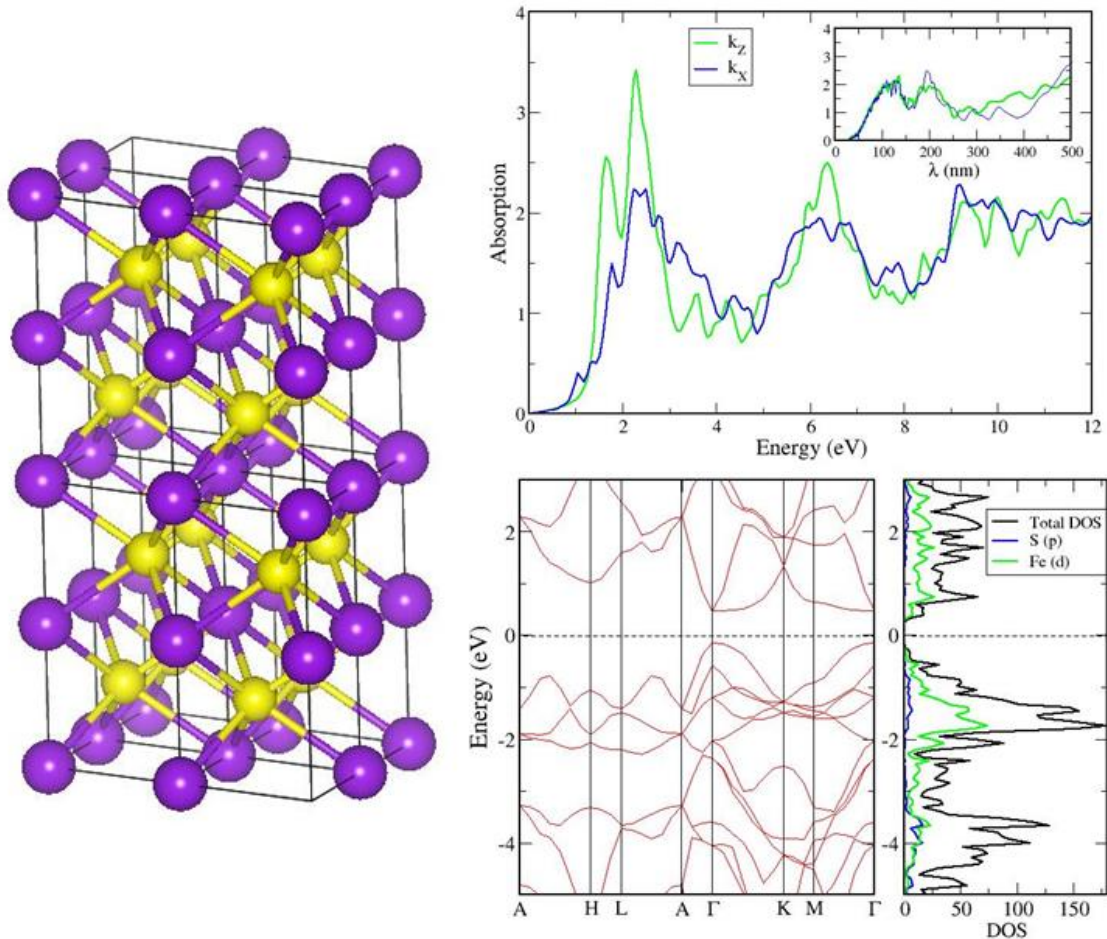 4
3
2
1
0
Absorption
k_Z
k_X
4
3
2
1
0
0 100 200 300 400 500
λ (nm)
0 2 4 6 8 10 12
Energy (eV)
2
0
-2
-4
Energy (eV)
A H L A Γ K M Γ
Total DOS
S (p)
Fe (d)
0 50 100 150
DOS